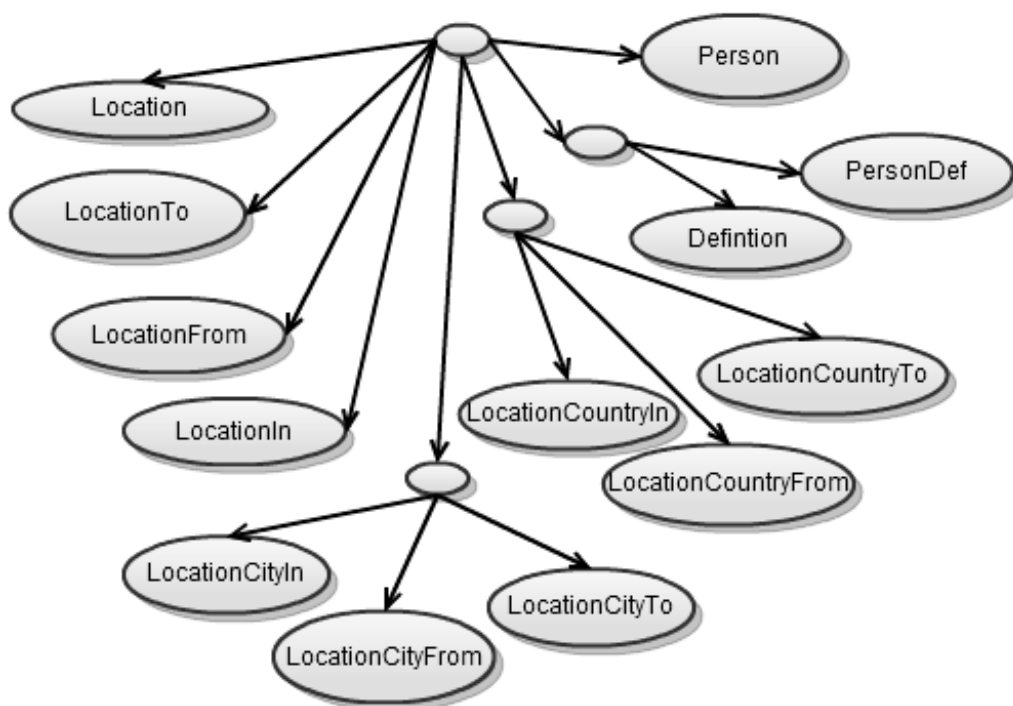 Person
Location
PersonDef
LocationTo
Defintion
LocationFrom
LocationCountryTo
LocationCountryIn
LocationIn
LocationCountryFrom
LocationCityIn
LocationCityTo
LocationCityFrom